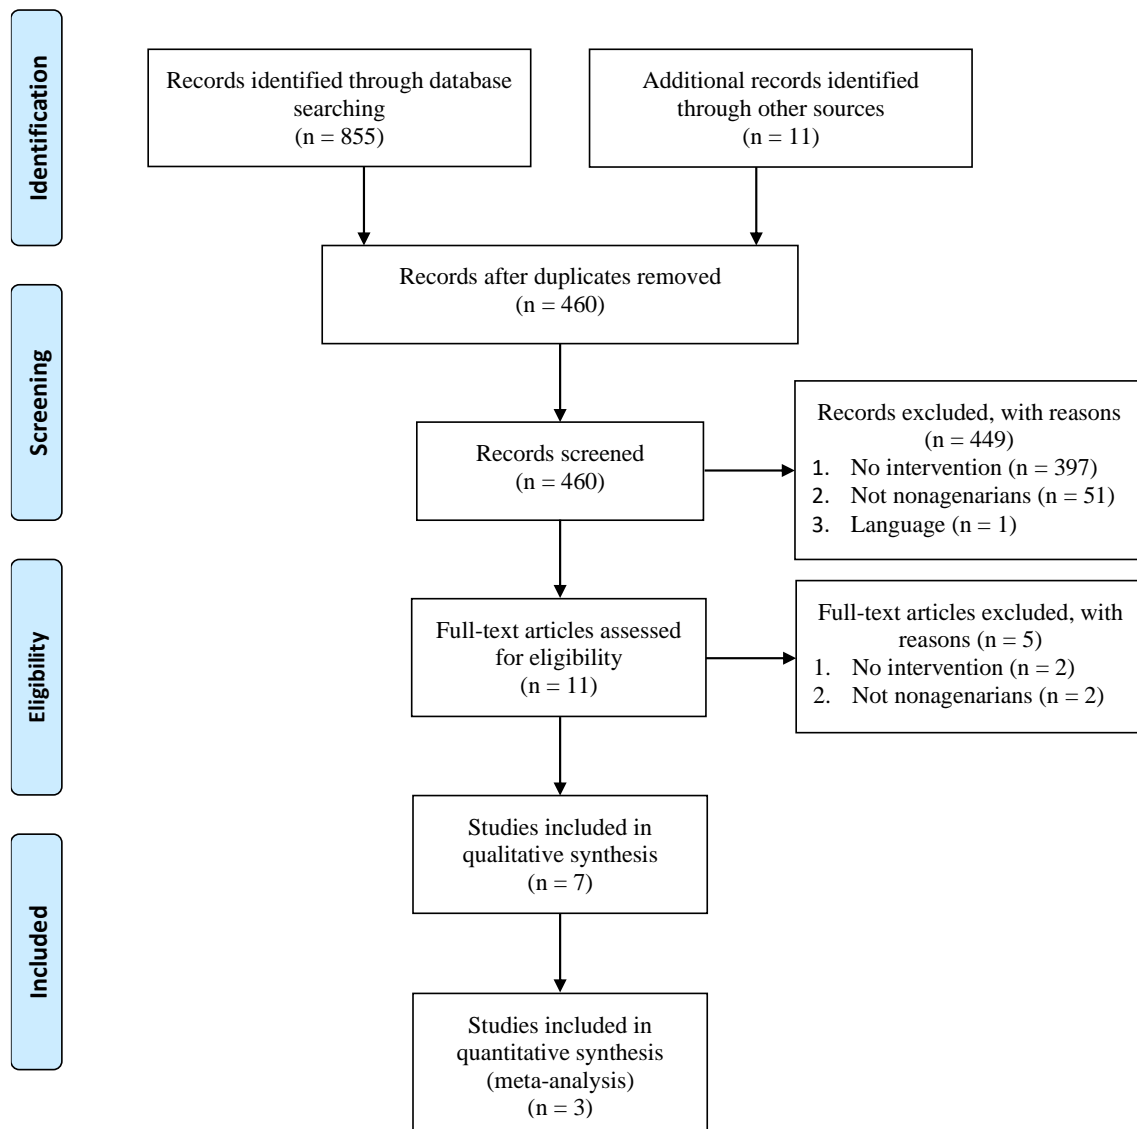 Identification
Records identified through database
searching
(n = 855)
Additional records identified
through other sources
(n = 11)
Records after duplicates removed
(n = 460)
Screening
Records screened
(n = 460)
Records excluded, with reasons
(n = 449)
1. No intervention (n = 397)
2. Not nonagenarians (n = 51)
3. Language (n = 1)
Eligibility
Full-text articles assessed
for eligibility
(n = 11)
Full-text articles excluded, with
reasons (n = 5)
1. No intervention (n = 2)
2. Not nonagenarians (n = 2)
Included
Studies included in
qualitative synthesis
(n = 7)
Studies included in
quantitative synthesis
(meta-analysis)
(n = 3)